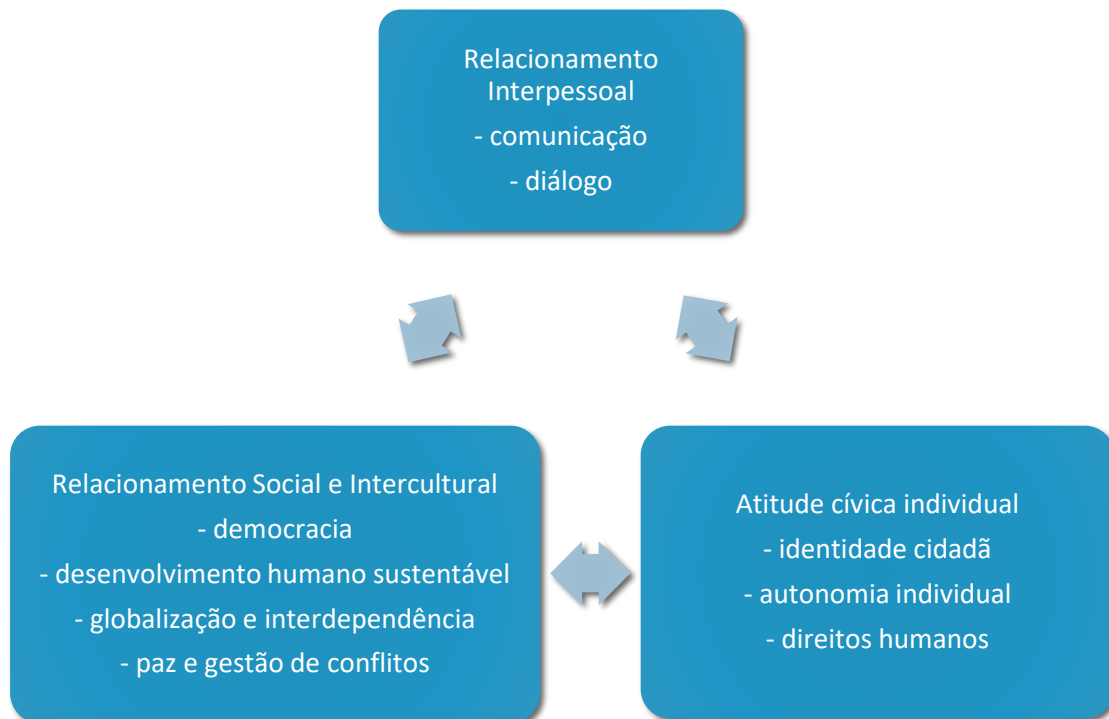 Relacionamento
Interpessoal
- comunicação
- diálogo
Relacionamento Social e Intercultural
- democracia
- desenvolvimento humano sustentável
- globalização e interdependência
- paz e gestão de conflitos
Atitude cívica individual
- identidade cidadã
- autonomia individual
- direitos humanos